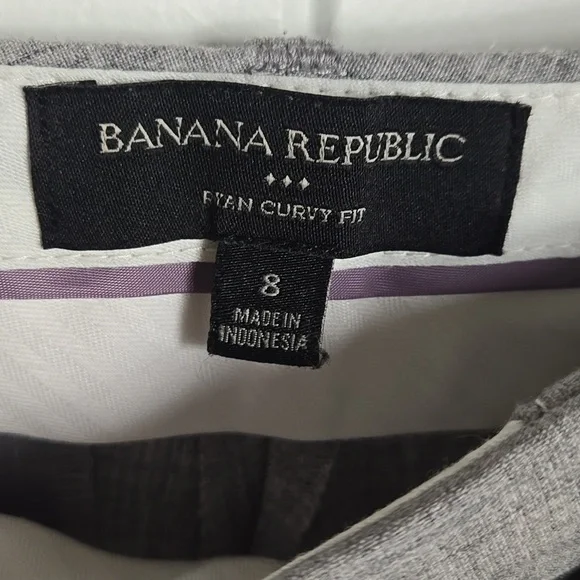 BANANA REPUBLIC
RYAN CURVY FIT
8
MADE IN
INDONESIA